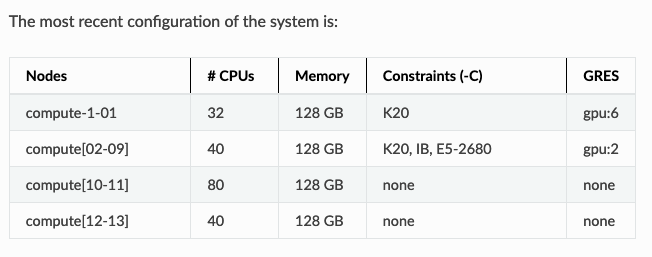 The most recent configuration of the system is:
Nodes # CPUs Memory Constraints (-C) GRES
compute-1-01 32 128 GB K20 gpu:6
compute[02-09] 40 128 GB K20, IB, E5-2680 gpu:2
compute[10-11] 80 128 GB none none
compute[12-13] 40 128 GB none none